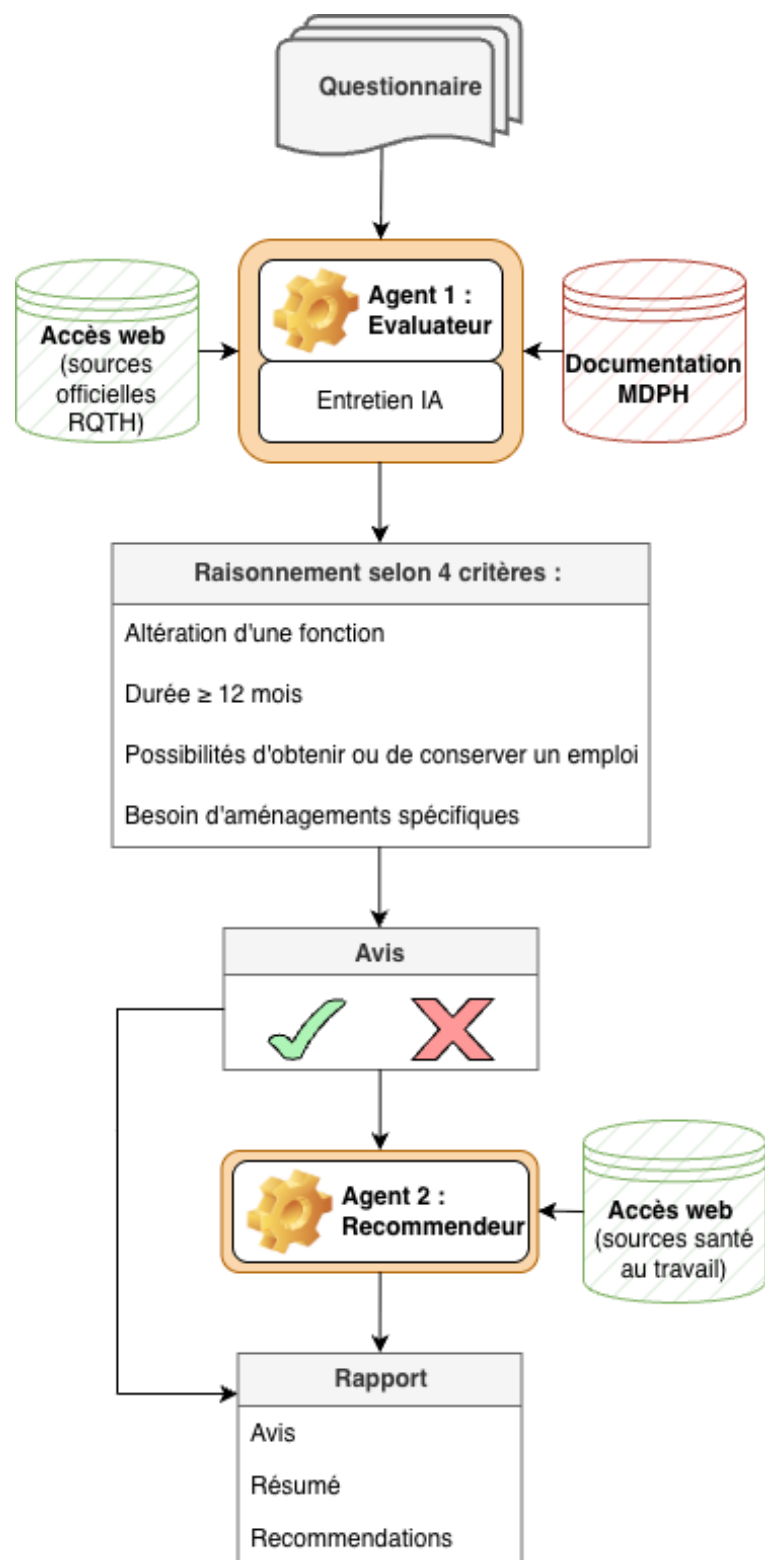 Questionnaire
Agent 1 :
Evaluateur
Entretien IA
Accès web
(sources
officielles
RQTH)
Documentation
MDPH
Raisonnement selon 4 critères :
Altération d'une fonction
Durée ≥ 12 mois
Possibilités d'obtenir ou de conserver un emploi
Besoin d'aménagements spécifiques
Avis
Agent 2 :
Recommendeur
Accès web
(sources santé
au travail)
Rapport
Avis
Résumé
Recommendations